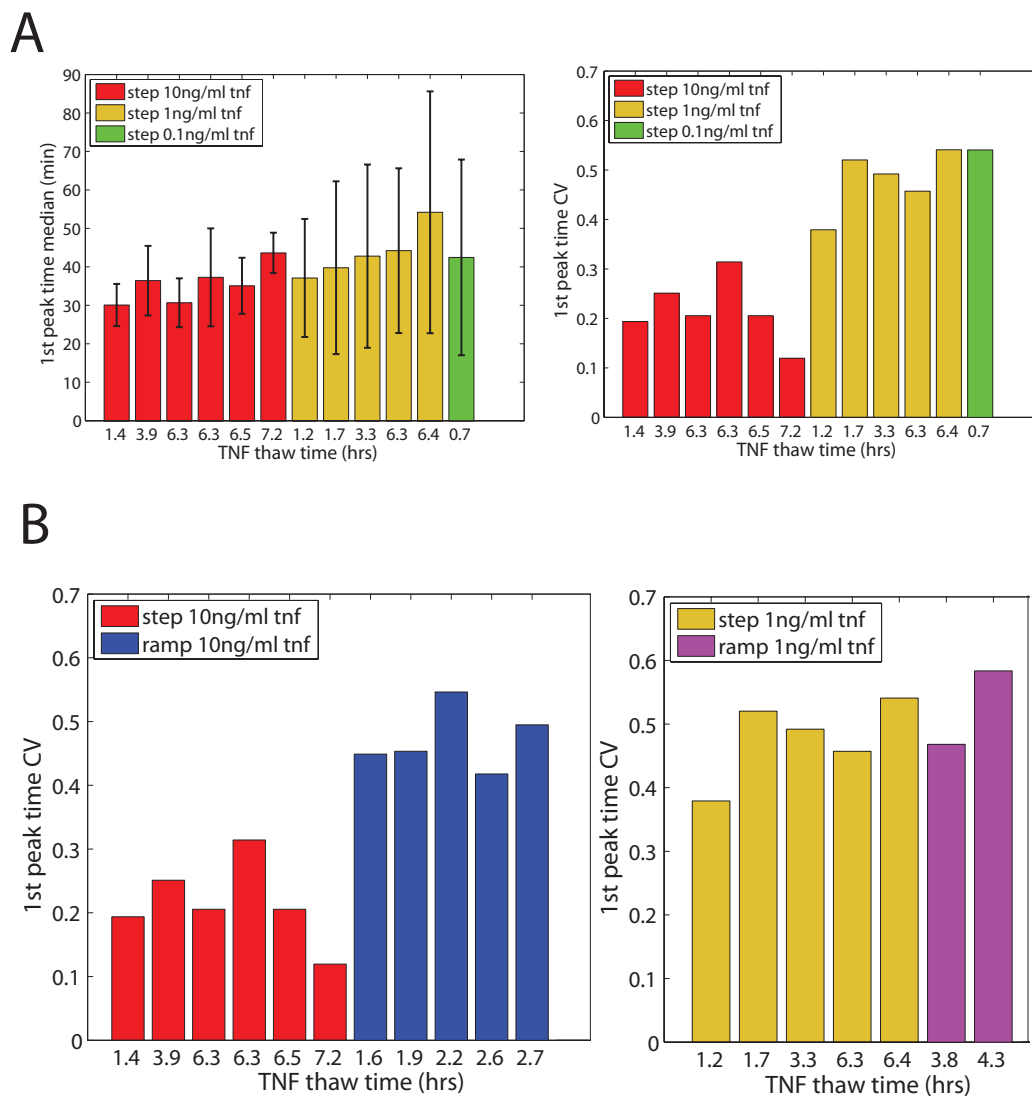 A
step 10ng/ml tnf
step 1ng/ml tnf
step 0.1ng/ml tnf
90
80
70
60
50
40
30
20
10
0
1st peak time median (min)
1.4 3.9 6.3 6.3 6.5 7.2 1.2 1.7 3.3 6.3 6.4 0.7
TNF thaw time (hrs)
step 10ng/ml tnf
step 1ng/ml tnf
step 0.1ng/ml tnf
0.7
0.6
0.5
0.4
0.3
0.2
0.1
0
1st peak time CV
1.4 3.9 6.3 6.3 6.5 7.2 1.2 1.7 3.3 6.3 6.4 0.7
TNF thaw time (hrs)
B
step 10ng/ml tnf
ramp 10ng/ml tnf
0.7
0.6
0.5
0.4
0.3
0.2
0.1
0
1st peak time CV
1.4 3.9 6.3 6.3 6.5 7.2 1.6 1.9 2.2 2.6 2.7
TNF thaw time (hrs)
step 1ng/ml tnf
ramp 1ng/ml tnf
0.7
0.6
0.5
0.4
0.3
0.2
0.1
0
1st peak time CV
1.2 1.7 3.3 6.3 6.4 3.8 4.3
TNF thaw time (hrs)